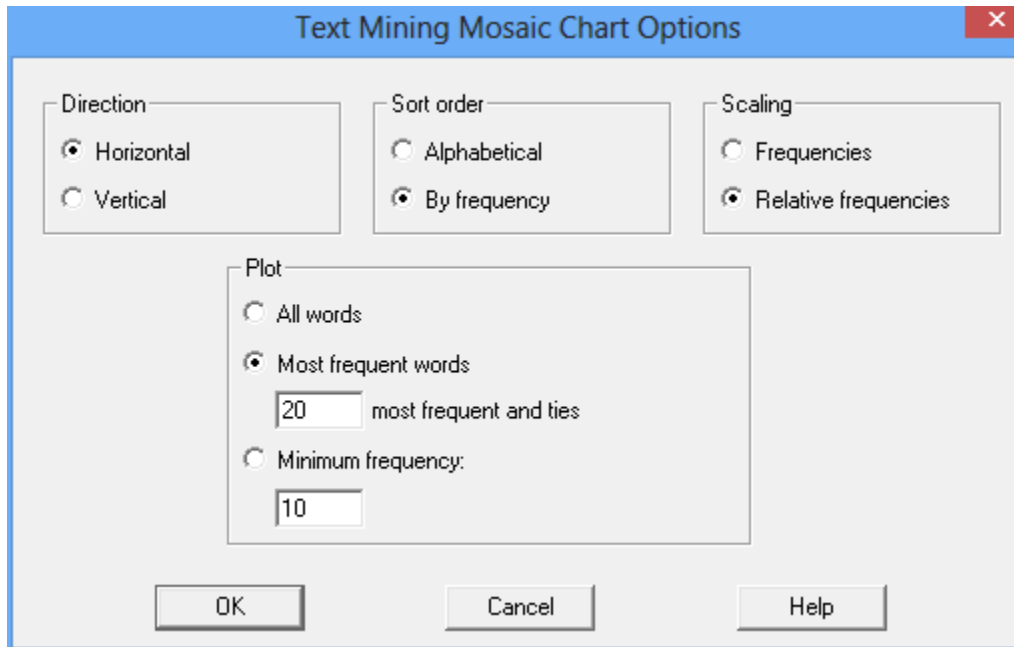 Text Mining Mosaic Chart Options
Direction
Horizontal
Vertical
Sort order
Alphabetical
By frequency
Scaling
Frequencies
Relative frequencies
Plot
All words
Most frequent words
20 most frequent and ties
Minimum frequency:
10
OK
Cancel
Help